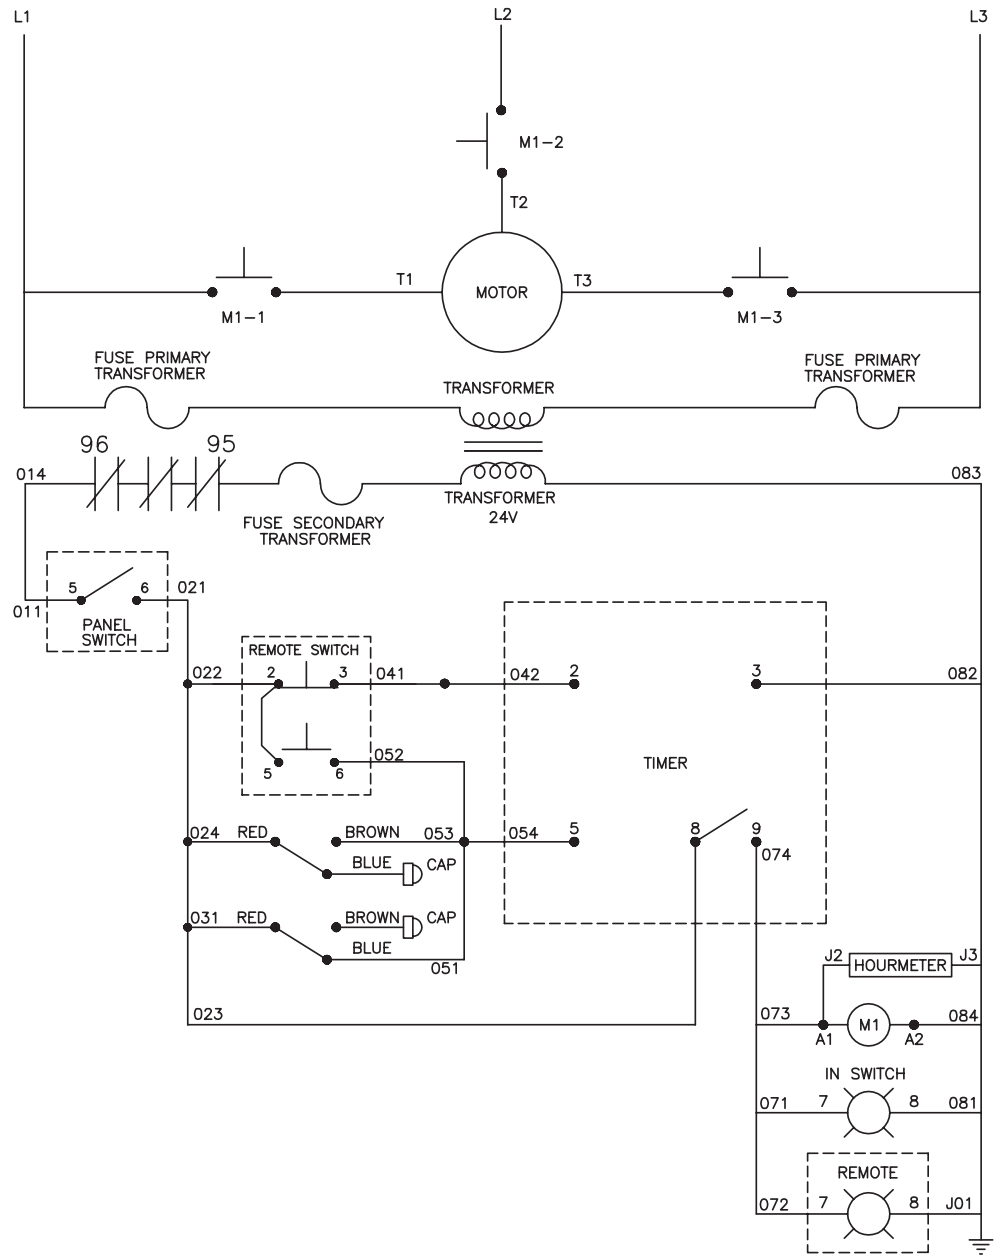 L1
L2
L3
M1-2
T2
T1
MOTOR
T3
M1-1
M1-3
FUSE PRIMARY
TRANSFORMER
TRANSFORMER
FUSE PRIMARY
TRANSFORMER
96
95
014
083
TRANSFORMER
24V
FUSE SECONDARY
TRANSFORMER
5
6
021
011
PANEL
SWITCH
REMOTE SWITCH
022
2
3
041
042
2
3
082
052
5
6
TIMER
024
RED
BROWN
053
054
5
8
9
074
BLUE
CAP
031
RED
BROWN
CAP
BLUE
051
J2
HOURMETER
J3
023
073
M1
084
A1
A2
IN SWITCH
071
7
8
081
REMOTE
072
7
8
J01